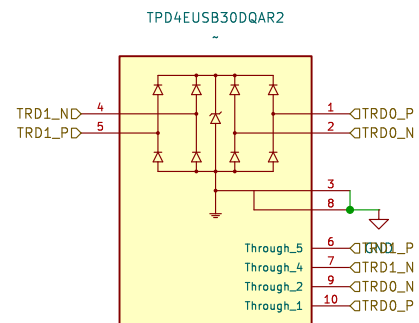 TPD4EUSB30DQAR2
~
TRD1_N 4 1 TRD0_P
TRD1_P 5 2 TRD0_N
3
8
GND
Through_5 6 TRD1_P
Through_4 7 TRD1_N
Through_2 9 TRD0_N
Through_1 10 TRD0_P